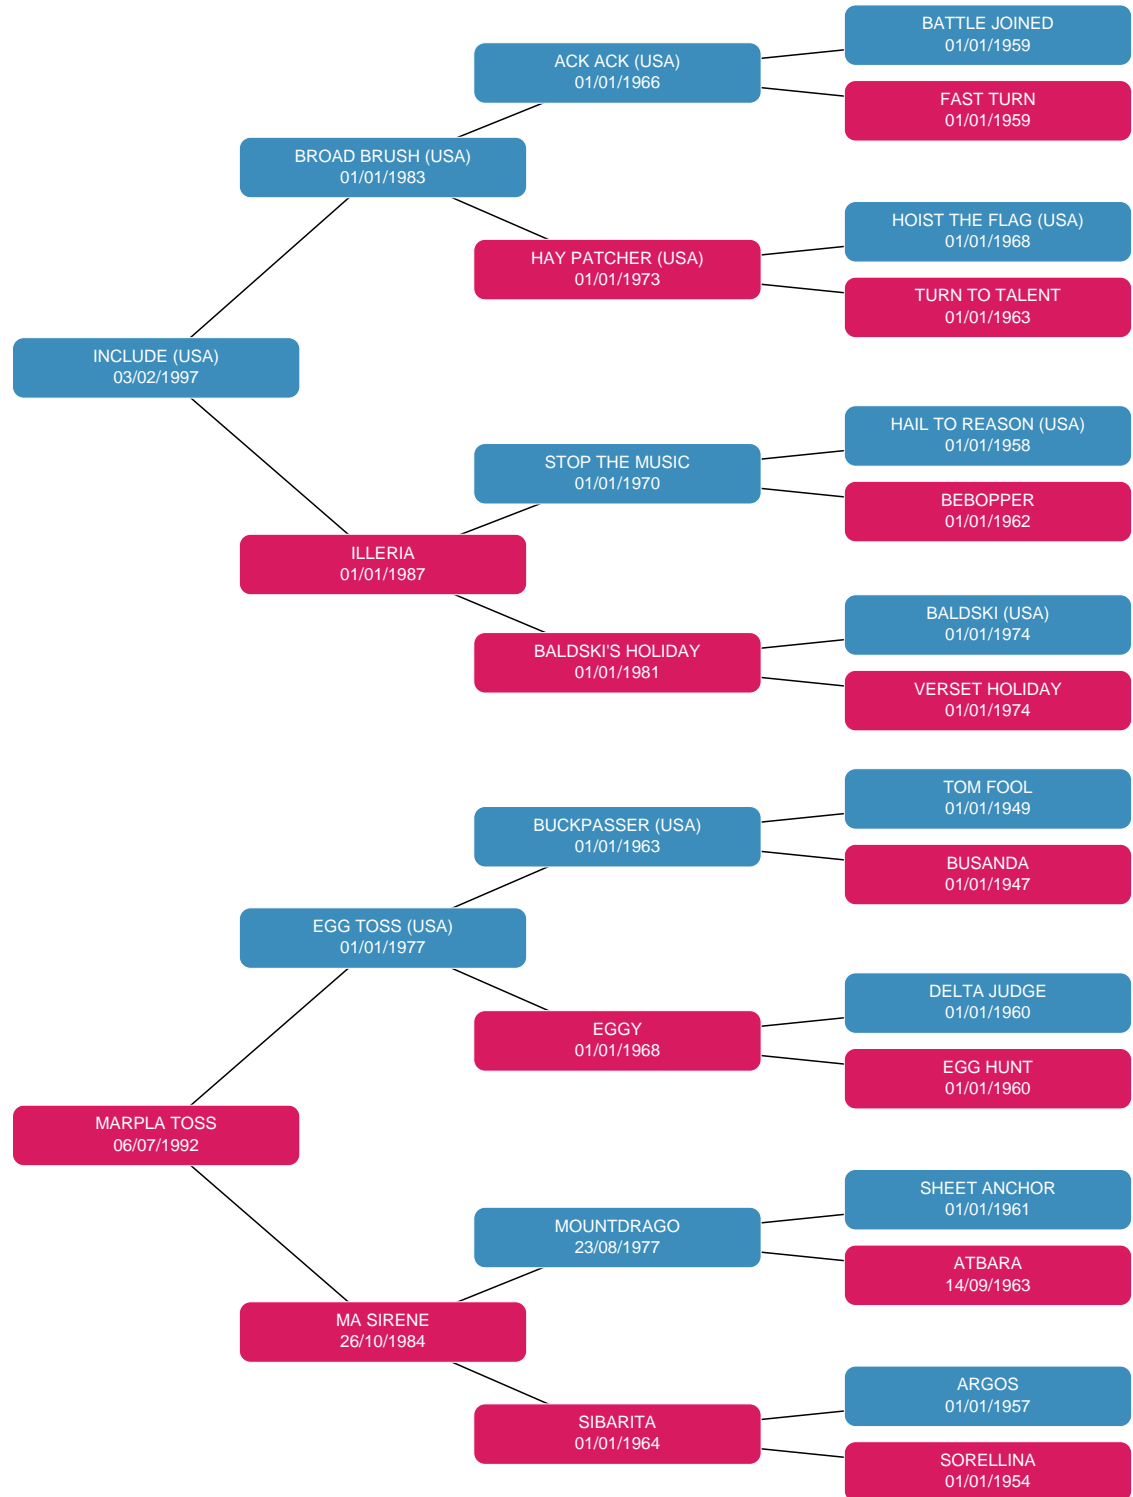 BATTLE JOINED
01/01/1959
ACK ACK (USA)
01/01/1966
FAST TURN
01/01/1959
BROAD BRUSH (USA)
01/01/1983
HOIST THE FLAG (USA)
01/01/1968
HAY PATCHER (USA)
01/01/1973
TURN TO TALENT
01/01/1963
INCLUDE (USA)
03/02/1997
HAIL TO REASON (USA)
01/01/1958
STOP THE MUSIC
01/01/1970
BEBOPPER
01/01/1962
ILLERIA
01/01/1987
BALDSKI (USA)
01/01/1974
BALDSKI'S HOLIDAY
01/01/1981
VERSET HOLIDAY
01/01/1974
TOM FOOL
01/01/1949
BUCKPASSER (USA)
01/01/1963
BUSANDA
01/01/1947
EGG TOSS (USA)
01/01/1977
DELTA JUDGE
01/01/1960
EGGY
01/01/1968
EGG HUNT
01/01/1960
MARPLA TOSS
06/07/1992
SHEET ANCHOR
01/01/1961
MOUNTDRAGO
23/08/1977
ATBARA
14/09/1963
MA SIRENE
26/10/1984
ARGOS
01/01/1957
SIBARITA
01/01/1964
SORELLINA
01/01/1954